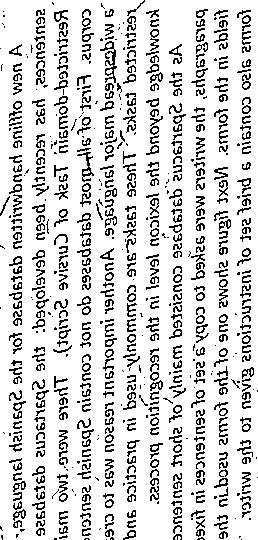 A new offline handwritten database for the Spanish language,
sentences, has recently been developed: the Spartacus database
Restricted-domain Task of Cursive Script). There were two mai
corpus. First of all, most databases do not contain Spanish senten
a widespread major language. Another important reason was to cre
restricted tasks. These tasks are commonly used in practice and
knowledge beyond the lexicon level in the recognition process.
As the Spartacus database consisted mainly of short sentence
paragraphs, the writers were asked to copy a set of sentences in fixe
fields in the forms. Next figure shows one of the forms used in the
forms also contain a set brief a set of instructions given to the writer.